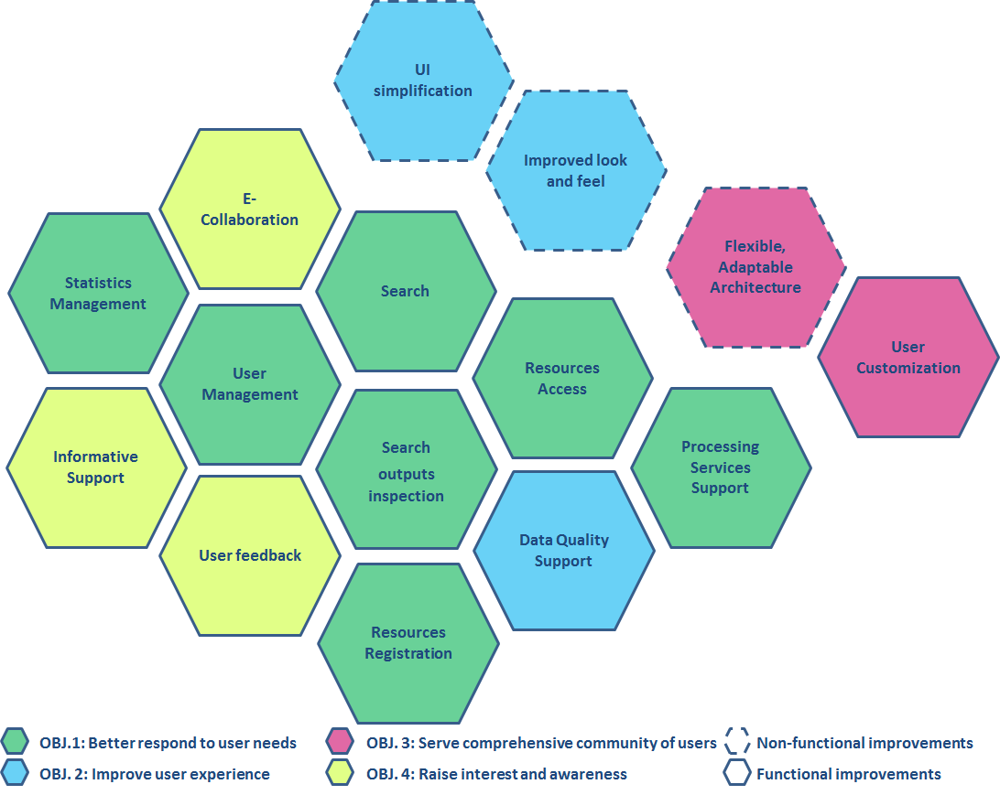 UI
simplification
Improved look
and feel
E-
Collaboration
Flexible,
Adaptable
Architecture
Statistics
Management
Search
User
Customization
User
Management
Resources
Access
Informative
Support
Search
outputs
inspection
Processing
Services
Support
User feedback
Data Quality
Support
Resources
Registration
OBJ.1: Better respond to user needs
OBJ. 3: Serve comprehensive community of users
Non-functional improvements
OBJ. 2: Improve user experience
OBJ. 4: Raise interest and awareness
Functional improvements